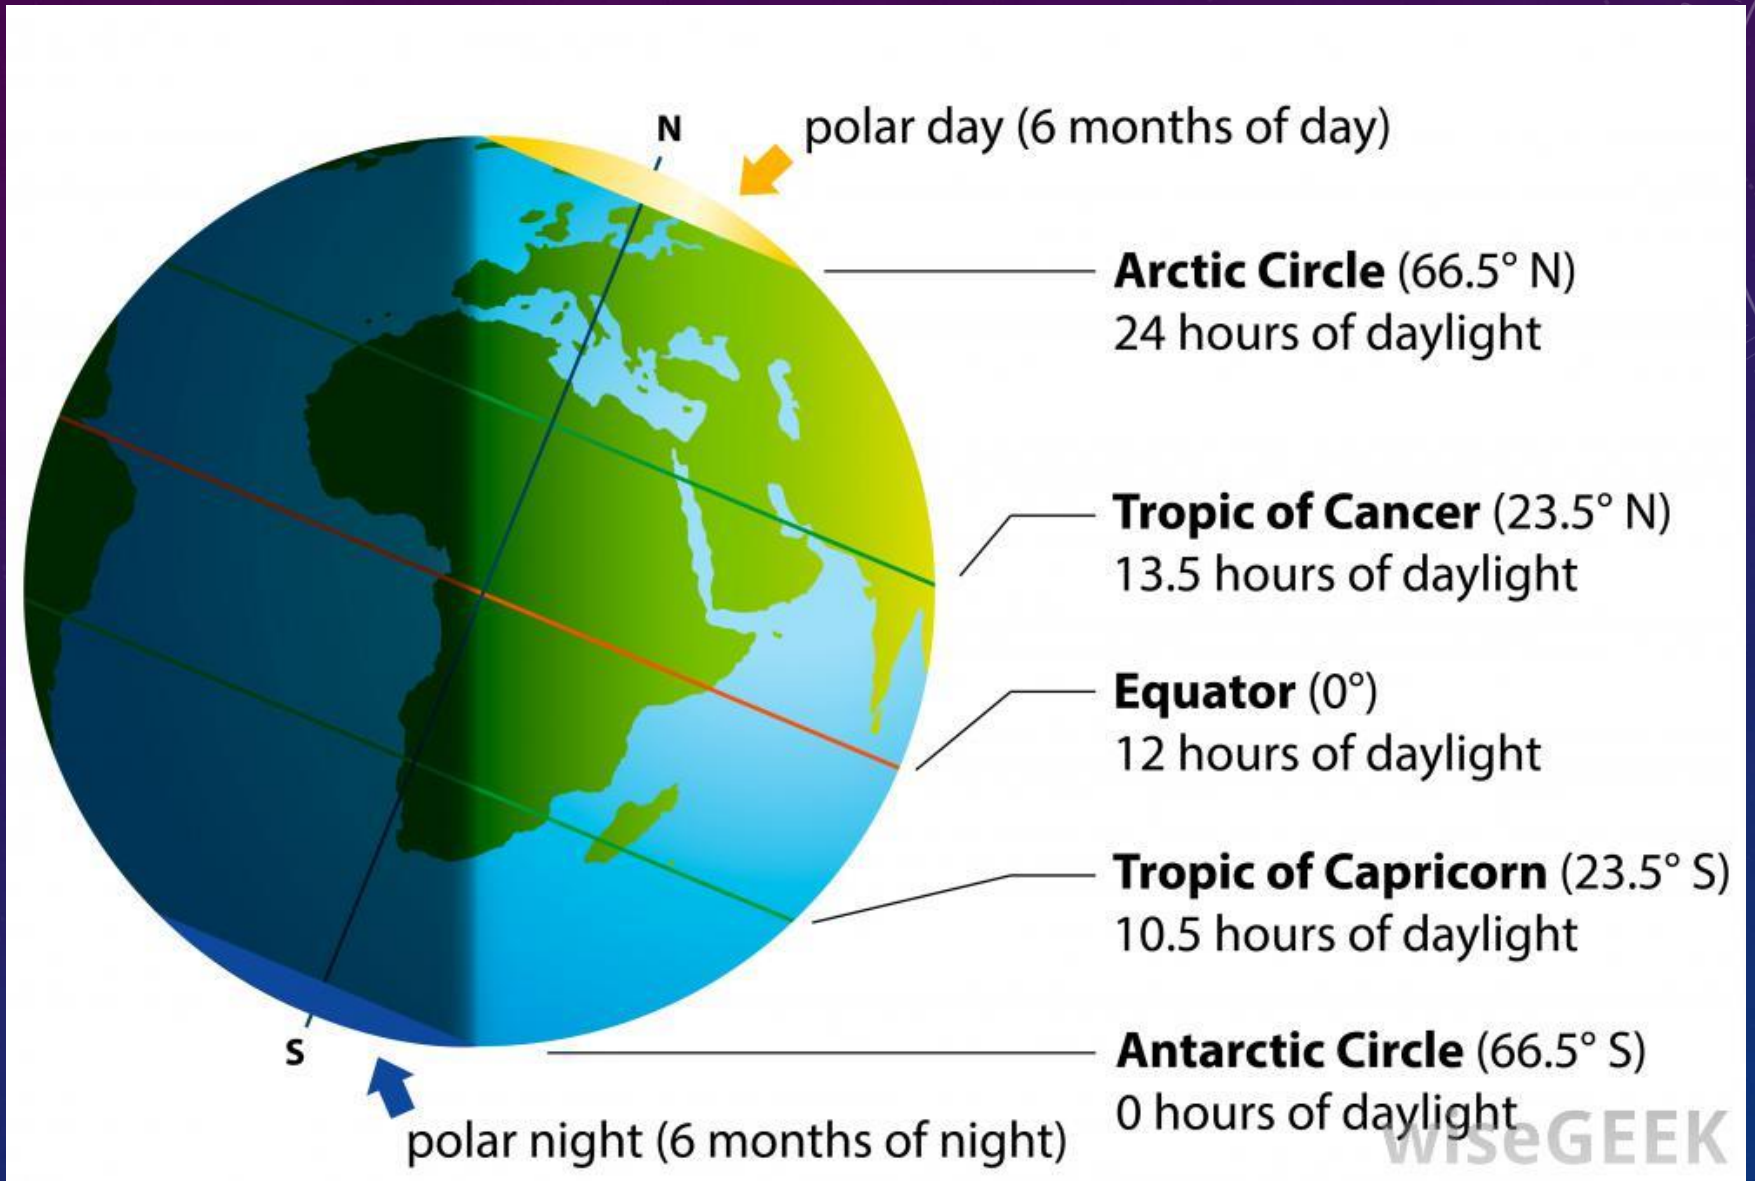 N
polar day (6 months of day)
Arctic Circle (66.5° N)
24 hours of daylight
Tropic of Cancer (23.5° N)
13.5 hours of daylight
Equator (0°)
12 hours of daylight
Tropic of Capricorn (23.5° S)
10.5 hours of daylight
S
Antarctic Circle (66.5° S)
0 hours of daylight
polar night (6 months of night)
wiseGEEK